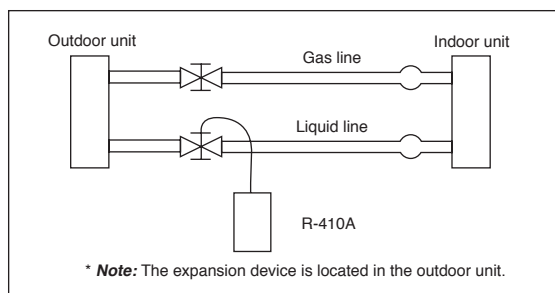 Outdoor unit
Indoor unit
Gas line
Liquid line
R-410A
* Note: The expansion device is located in the outdoor unit.